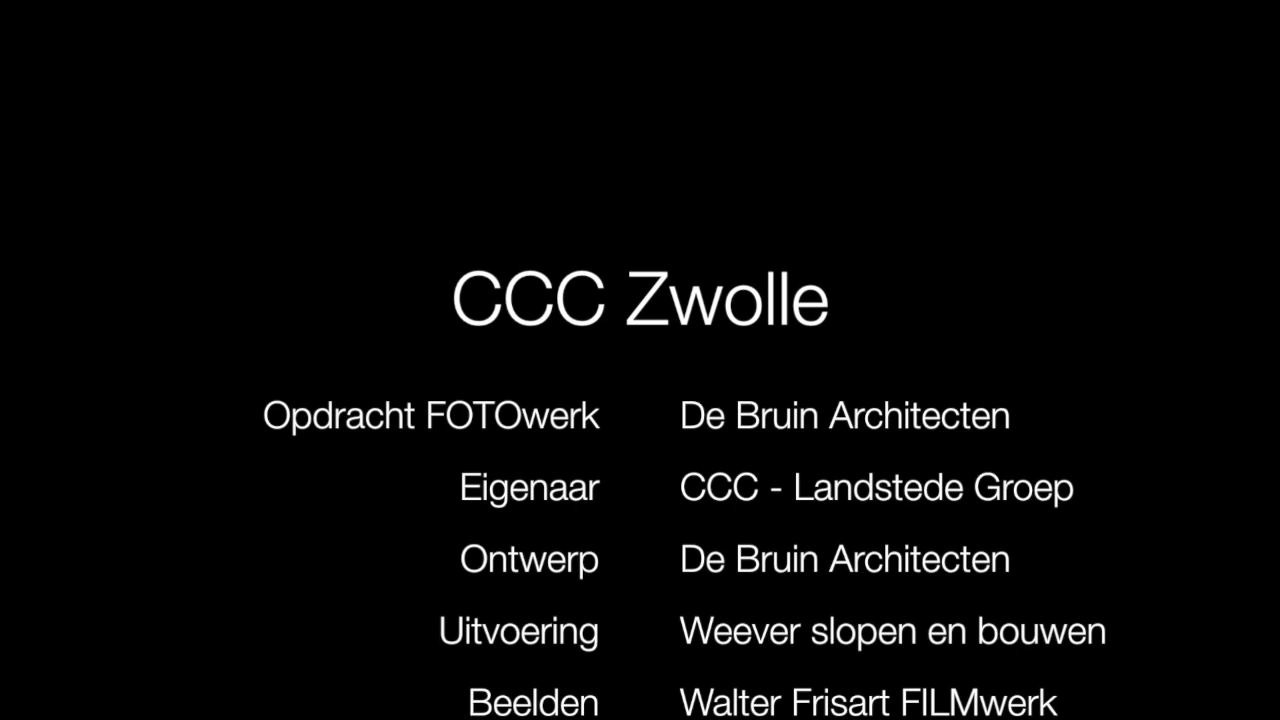 CCC Zwolle
Opdracht FOTOwerk De Bruin Architecten
Eigenaar CCC - Landstede Groep
Ontwerp De Bruin Architecten
Uitvoering Weever slopen en bouwen
Beelden Walter Frisart FILMwerk